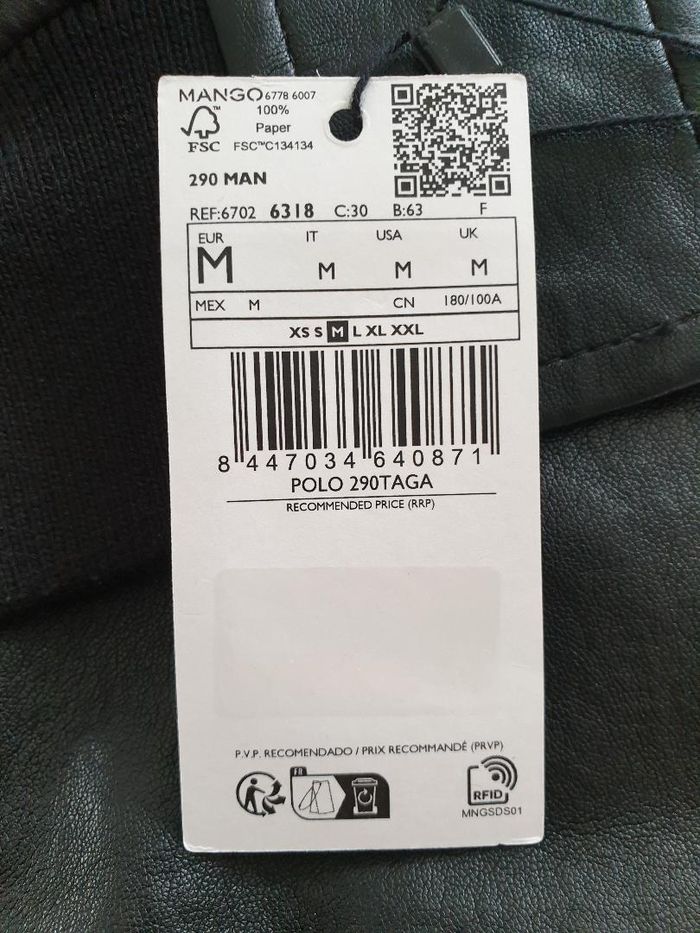 MANGO 6778 6007
100%
Paper
FSC™C134134
FSC
290 MAN
REF:6702 6318 C:30 B:63 F
EUR IT USA UK
M M M M
MEX M CN 180/100A
XS S M L XL XXL
8 447034 640871
POLO 290TAGA
RECOMMENDED PRICE (RRP)
P.V.P. RECOMENDADO / PRIX RECOMMANDÉ (PRVP)
FR
RFID
MNGSDS01